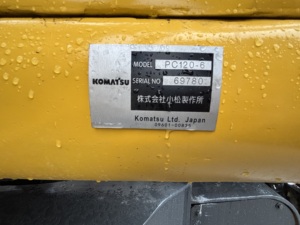 MODEL PC120-6
KOMATSU SERIAL NO 69780
株式会社小松製作所
Komatsu Ltd. Japan